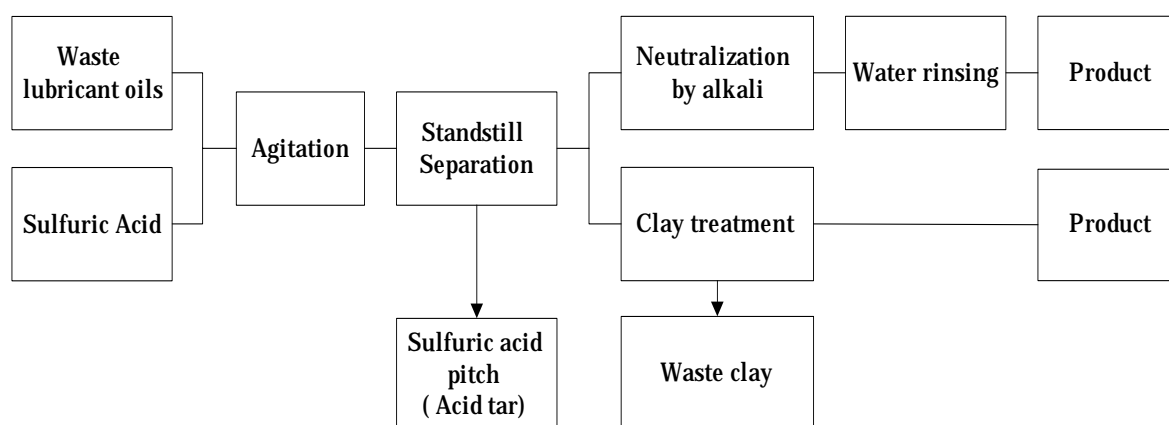 Waste
lubricant oils
Sulfuric Acid
Agitation
Standstill
Separation
Neutralization
by alkali
Water rinsing
Product
Clay treatment
Product
Sulfuric acid
pitch
( Acid tar)
Waste clay